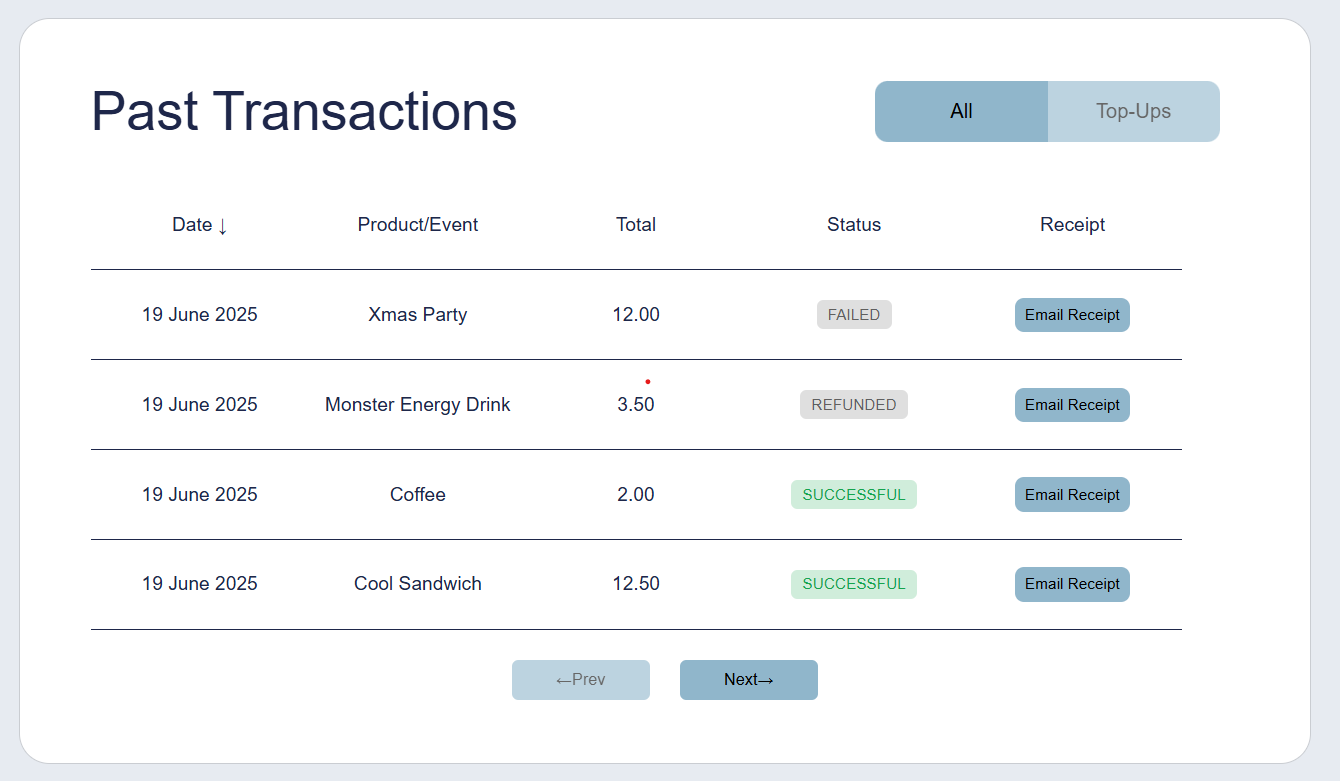 Past Transactions
All Top-Ups
Date ↓ Product/Event Total Status Receipt
19 June 2025 Xmas Party 12.00 FAILED Email Receipt
19 June 2025 Monster Energy Drink 3.50 REFUNDED Email Receipt
19 June 2025 Coffee 2.00 SUCCESSFUL Email Receipt
19 June 2025 Cool Sandwich 12.50 SUCCESSFUL Email Receipt
←Prev Next→